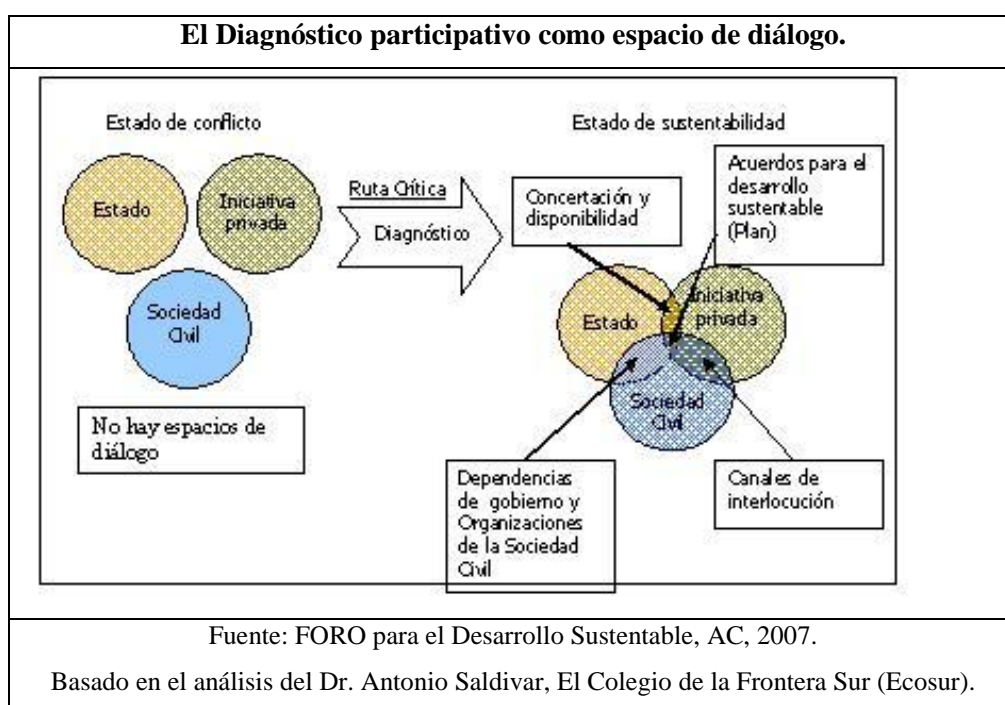 El Diagnóstico participativo como espacio de diálogo.
Estado de conflicto
Estado
Iniciativa
privada
Sociedad
Civil
No hay espacios de
diálogo
Ruta Crítica
Diagnóstico
Estado de sustentabilidad
Concertación y
disponibilidad
Acuerdos para el
desarrollo
sustentable
(Plan)
Estado
Iniciativa
privada
Sociedad
Civil
Dependencias
de gobierno y
Organizaciones
de la Sociedad
Civil
Canales de
interlocución
Fuente: FORO para el Desarrollo Sustentable, AC, 2007.
Basado en el análisis del Dr. Antonio Saldivar, El Colegio de la Frontera Sur (Ecosur).